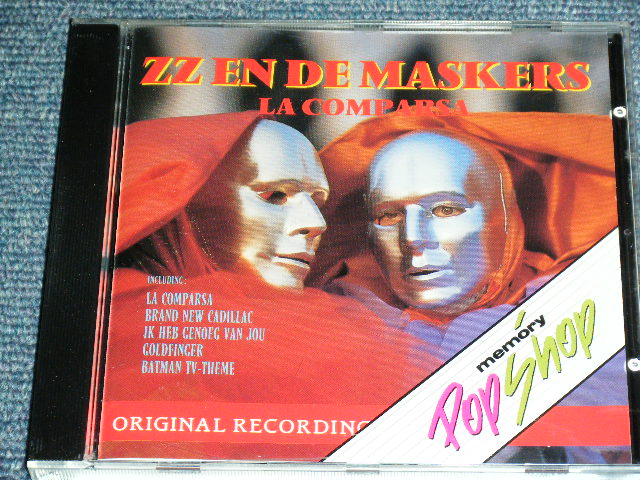 ZZ EN DE MASKERS
LA COMPARSA
INCLUDING:
LA COMPARSA
BRAND NEW CADILLAC
IK HEB GENOEG VAN JOU
GOLDFINGER
BATMAN TV-THEME
memory
Pop Shop
ORIGINAL RECORDING